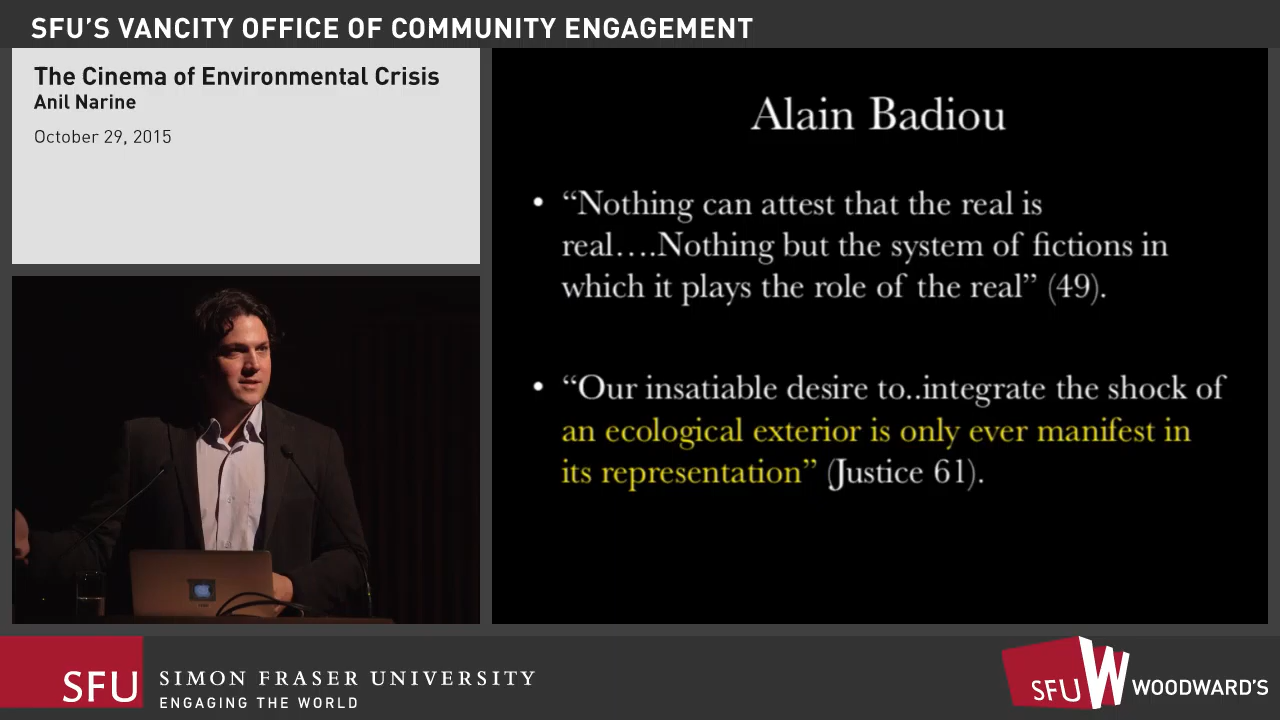 SFU'S VANCITY OFFICE OF COMMUNITY ENGAGEMENT
The Cinema of Environmental Crisis
Anil Narine
October 29, 2015
Alain Badiou
• “Nothing can attest that the real is
real….Nothing but the system of fictions in
which it plays the role of the real” (49).
• “Our insatiable desire to..integrate the shock of
an ecological exterior is only ever manifest in
its representation” (Justice 61).
SFU
SIMON FRASER UNIVERSITY
ENGAGING THE WORLD
SFU W WOODWARD'S